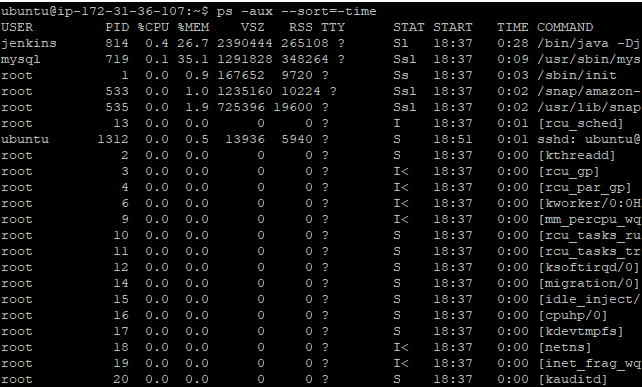 ubuntu@ip-172-31-36-107:~$ ps -aux --sort=-time
USER PID %CPU %MEM VSZ RSS TTY STAT START TIME COMMAND
jenkins 814 0.4 26.7 2390444 265108 ? Sl 18:37 0:28 /bin/java -Dj
mysql 719 0.1 35.1 1291828 348264 ? Ssl 18:37 0:09 /usr/sbin/mys
root 1 0.0 0.9 167652 9720 ? Ss 18:37 0:03 /sbin/init
root 533 0.0 1.0 1235160 10224 ? Ssl 18:37 0:02 /snap/amazon-
root 535 0.0 1.9 725396 19600 ? Ssl 18:37 0:02 /usr/lib/snap
root 13 0.0 0.0 0 0 ? I 18:37 0:01 [rcu_sched]
ubuntu 1312 0.0 0.5 13936 5940 ? S 18:51 0:01 sshd: ubuntu@
root 2 0.0 0.0 0 0 ? S 18:37 0:00 [kthreadd]
root 3 0.0 0.0 0 0 ? I< 18:37 0:00 [rcu_gp]
root 4 0.0 0.0 0 0 ? I< 18:37 0:00 [rcu_par_gp]
root 6 0.0 0.0 0 0 ? I< 18:37 0:00 [kworker/0:0H
root 9 0.0 0.0 0 0 ? I< 18:37 0:00 [mm_percpu_wq
root 10 0.0 0.0 0 0 ? S 18:37 0:00 [rcu_tasks_ru
root 11 0.0 0.0 0 0 ? S 18:37 0:00 [rcu_tasks_tr
root 12 0.0 0.0 0 0 ? S 18:37 0:00 [ksoftirqd/0]
root 14 0.0 0.0 0 0 ? S 18:37 0:00 [migration/0]
root 15 0.0 0.0 0 0 ? S 18:37 0:00 [idle_inject/
root 16 0.0 0.0 0 0 ? S 18:37 0:00 [cpuhp/0]
root 17 0.0 0.0 0 0 ? S 18:37 0:00 [kdevtmpfs]
root 18 0.0 0.0 0 0 ? I< 18:37 0:00 [netns]
root 19 0.0 0.0 0 0 ? I< 18:37 0:00 [inet_frag_wq
root 20 0.0 0.0 0 0 ? S 18:37 0:00 [kauditd]